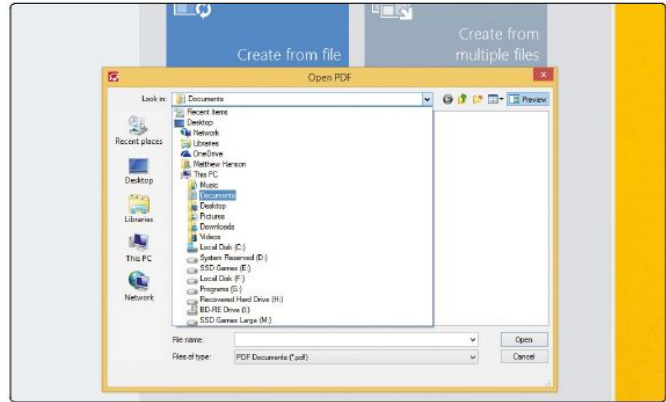 Create from file
Create from
multiple files
Open PDF
Look in:
Documents
Preview
Recent places
Desktop
Libraries
This PC
Network
Recent Items
Desktop
Network
Libraries
OneDrive
Matthew Hanson
This PC
Music
Documents
Desktop
Pictures
Downloads
Videos
Local Disk (C:)
System Reserved (D:)
SSD Games (E:)
Local Disk (F:)
Programs (G:)
Recovered Hard Drive (H:)
BD-RE Drive (I:)
SSD Games Large (M:)
File name:
Open
Files of type:
PDF Documents (*.pdf)
Cancel